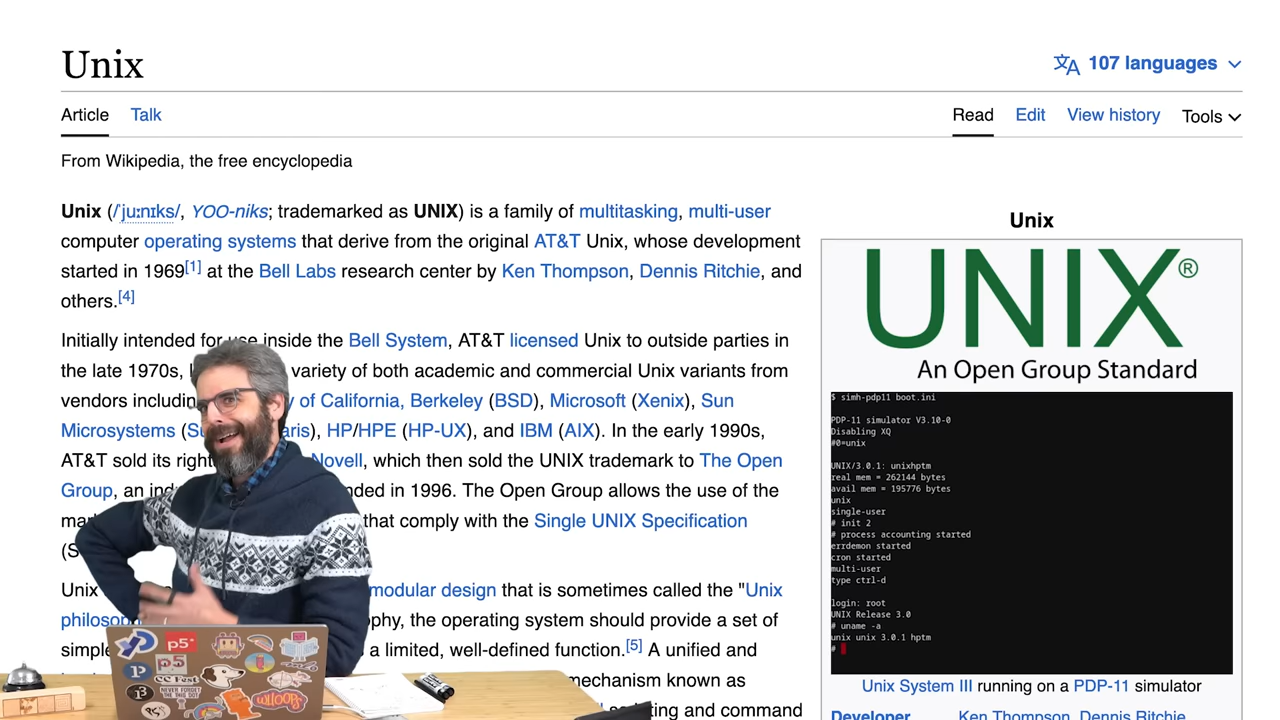 Unix
107 languages
Article Talk Read Edit View history Tools
From Wikipedia, the free encyclopedia
Unix (/ˈjuːnɪks/, YOO-niks; trademarked as UNIX) is a family of multitasking, multi-user
computer operating systems that derive from the original AT&T Unix, whose development
started in 1969[1] at the Bell Labs research center by Ken Thompson, Dennis Ritchie, and
others.[4]
Initially intended for use inside the Bell System, AT&T licensed Unix to outside parties in
the late 1970s, variety of both academic and commercial Unix variants from
vendors of California, Berkeley (BSD), Microsoft (Xenix), Sun
Microsystems HP/HPE (HP-UX), and IBM (AIX). In the early 1990s,
AT&T sold its Novell, which then sold the UNIX trademark to The Open
Group, an in 1996. The Open Group allows the use of the
that comply with the Single UNIX Specification
Unix modular design that is sometimes called the "Unix
the operating system should provide a set of
a limited, well-defined function.[5] A unified and
mechanism known as
and command
Unix
UNIX®
An Open Group Standard
$ simh-pdp11 boot.ini
PDP-11 simulator V3.10-0
Disabling XQ
#0=unix
UNIX/3.0.1: unixhptm
real mem = 262144 bytes
avail mem = 195776 bytes
unix
single-user
# init 2
# process accounting started
errdemon started
cron started
multi-user
type ctrl-d
login: root
UNIX Release 3.0
# uname -a
unix unix 3.0.1 hptm
#
Unix System III running on a PDP-11 simulator
Developer Ken Thompson, Dennis Ritchie,
p5*
p5
CC Fest
NEVER FORGET
THE THIS DOT
WHOOPS